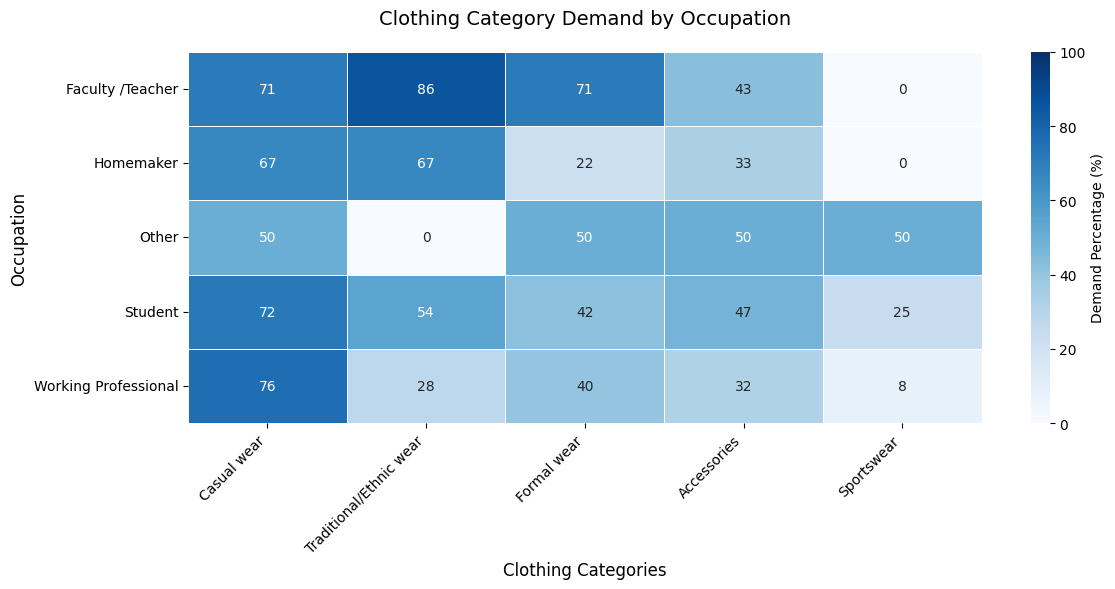 Clothing Category Demand by Occupation
Occupation
Faculty /Teacher 71 86 71 43 0
Homemaker 67 67 22 33 0
Other 50 0 50 50 50
Student 72 54 42 47 25
Working Professional 76 28 40 32 8
Casual wear
Traditional/Ethnic wear
Formal wear
Accessories
Sportswear
Clothing Categories
100
80
60
40
20
0
Demand Percentage (%)